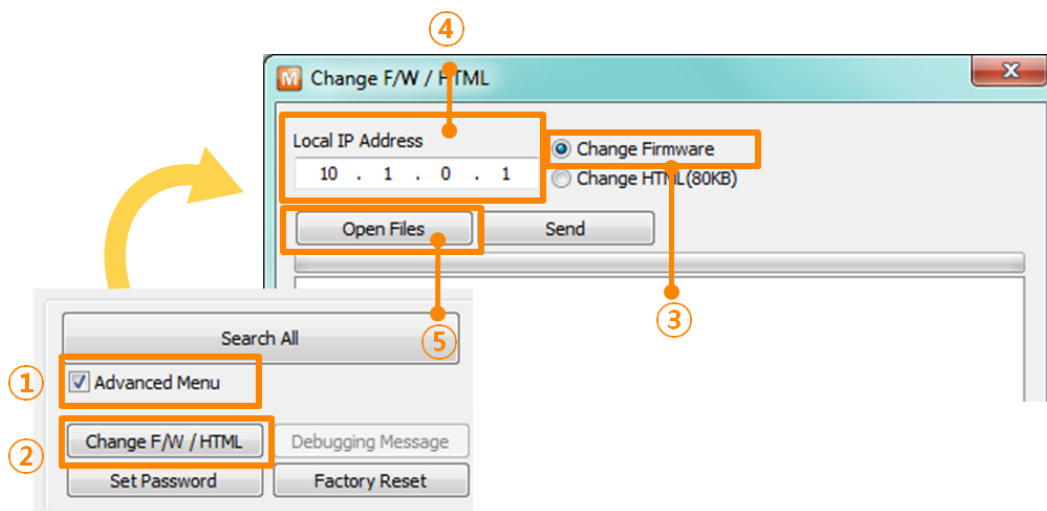 ④
M Change F/W / HTML
x
Local IP Address
10 . 1 . 0 . 1
Change Firmware
Change HTML(80KB)
Open Files
Send
③
⑤
Search All
① Advanced Menu
② Change F/W / HTML
Debugging Message
Set Password
Factory Reset